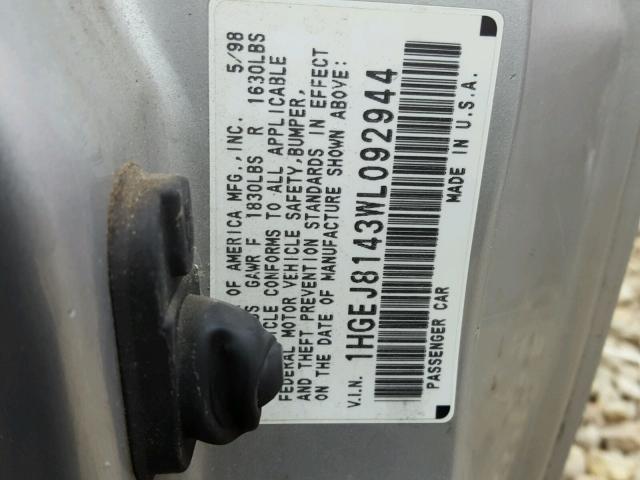 OF AMERICA MFG., INC. 5/98
GAWR F 1830LBS R 1630LBS
CONFORMS TO ALL APPLICABLE
FEDERAL MOTOR VEHICLE SAFETY, BUMPER,
AND THEFT PREVENTION STANDARDS IN EFFECT
ON THE DATE OF MANUFACTURE SHOWN ABOVE:
V.I.N. 1HGEJ8143WL092944
PASSENGER CAR MADE IN U.S.A.